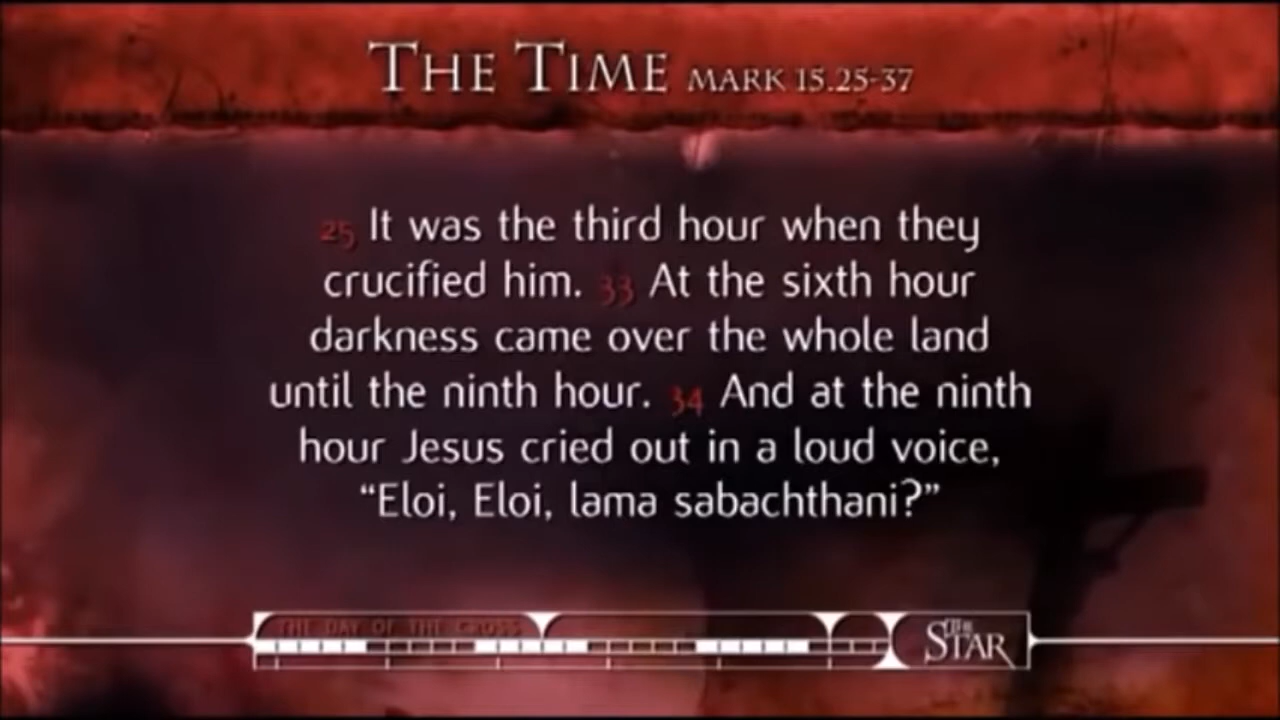 THE TIME MARK 15.25-37
25 It was the third hour when they
crucified him. 33 At the sixth hour
darkness came over the whole land
until the ninth hour. 34 And at the ninth
hour Jesus cried out in a loud voice,
“Eloi, Eloi, lama sabachthani?”
THE DAY OF THE CROSS
THE STAR